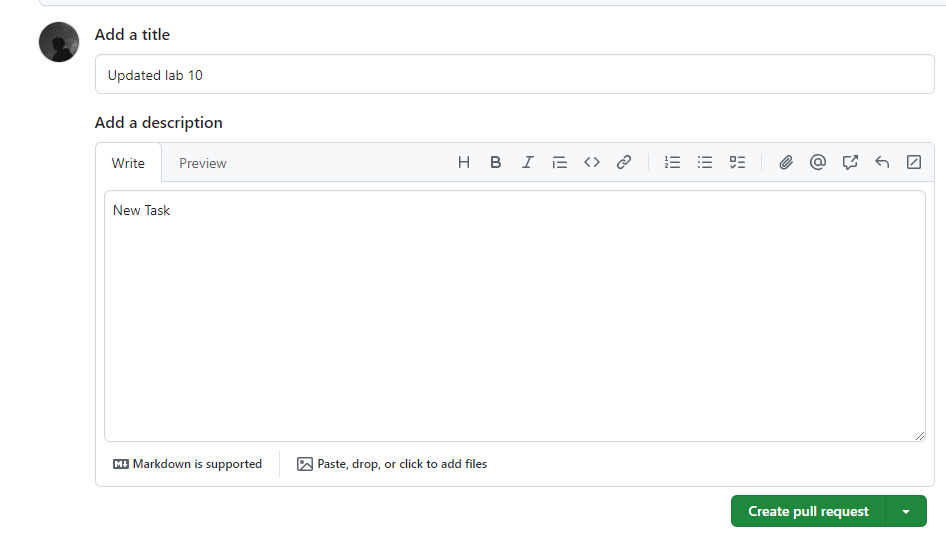 Add a title
Updated lab 10
Add a description
Write Preview
New Task
Markdown is supported Paste, drop, or click to add files
Create pull request